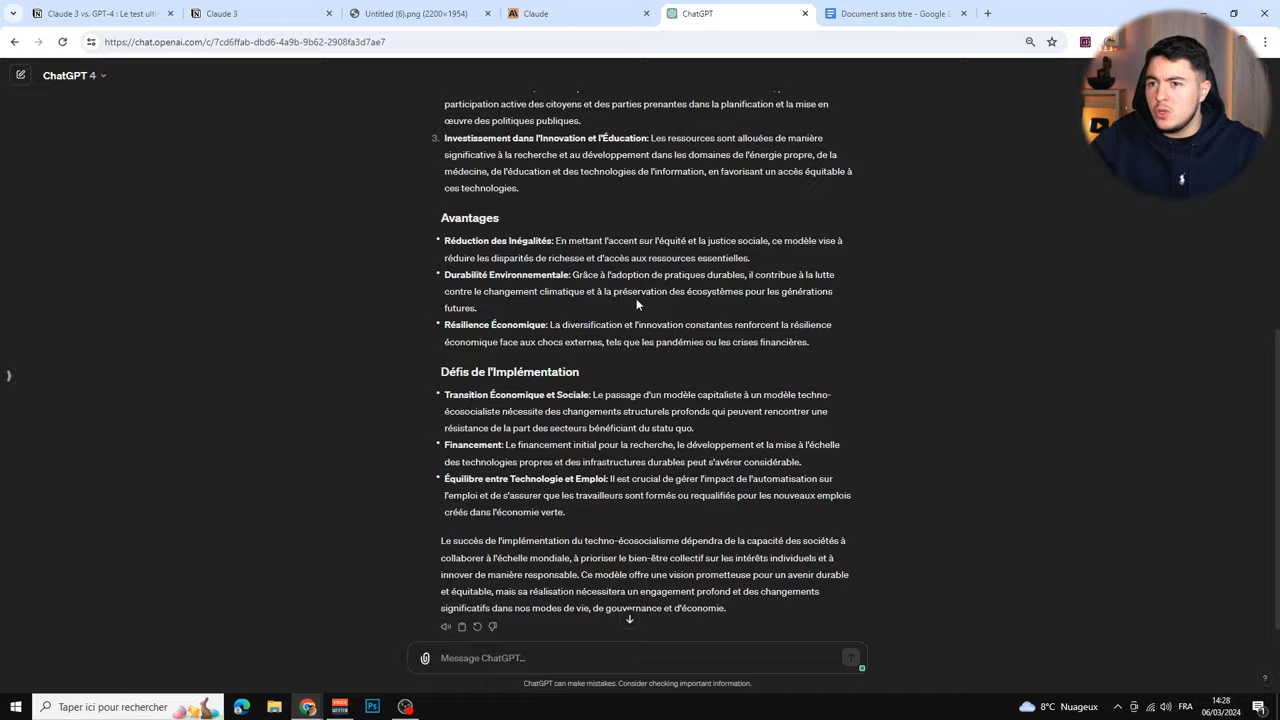 Claude 3 vs. GPT-4 : Le test ulti
Claude 3
Untitled (6).png (2200×1954)
Claude
ChatGPT
Document sans titre - Google D
https://chat.openai.com/c/7cd6ffab-dbd6-4a9b-9b62-2908fa3d7ae7
ChatGPT 4
participation active des citoyens et des parties prenantes dans la planification et la mise en
œuvre des politiques publiques.
3. Investissement dans l'Innovation et l'Éducation: Les ressources sont allouées de manière
significative à la recherche et au développement dans les domaines de l'énergie propre, de la
médecine, de l'éducation et des technologies de l'information, en favorisant un accès équitable à
ces technologies.
Avantages
• Réduction des Inégalités: En mettant l'accent sur l'équité et la justice sociale, ce modèle vise à
réduire les disparités de richesse et d'accès aux ressources essentielles.
• Durabilité Environnementale: Grâce à l'adoption de pratiques durables, il contribue à la lutte
contre le changement climatique et à la préservation des écosystèmes pour les générations
futures.
• Résilience Économique: La diversification et l'innovation constantes renforcent la résilience
économique face aux chocs externes, tels que les pandémies ou les crises financières.
Défis de l'Implémentation
• Transition Économique et Sociale: Le passage d'un modèle capitaliste à un modèle techno-
écosocialiste nécessite des changements structurels profonds qui peuvent rencontrer une
résistance de la part des secteurs bénéficiant du statu quo.
• Financement: Le financement initial pour la recherche, le développement et la mise à l'échelle
des technologies propres et des infrastructures durables peut s'avérer considérable.
• Équilibre entre Technologie et Emploi: Il est crucial de gérer l'impact de l'automatisation sur
l'emploi et de s'assurer que les travailleurs sont formés ou requalifiés pour les nouveaux emplois
créés dans l'économie verte.
Le succès de l'implémentation du techno-écosocialisme dépendra de la capacité des sociétés à
collaborer à l'échelle mondiale, à prioriser le bien-être collectif sur les intérêts individuels et à
innover de manière responsable. Ce modèle offre une vision prometteuse pour un avenir durable
et équitable, mais sa réalisation nécessitera un engagement profond et des changements
significatifs dans nos modes de vie, de gouvernance et d'économie.
Message ChatGPT...
ChatGPT can make mistakes. Consider checking important information.
?
Taper ici pour rechercher
Ps
8°C Nuageux
FRA
14:28
06/03/2024